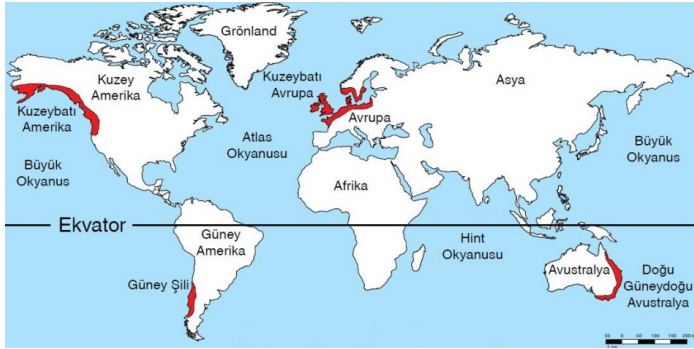 Grönland
Kuzeybatı
Avrupa
Kuzey
Amerika
Asya
Kuzeybatı
Amerika
Avrupa
Atlas
Okyanusu
Büyük
Okyanus
Büyük
Okyanus
Afrika
Ekvator
Güney
Amerika
Hint
Okyanusu
Güney Şili
Avustralya
Doğu
Güneydoğu
Avustralya